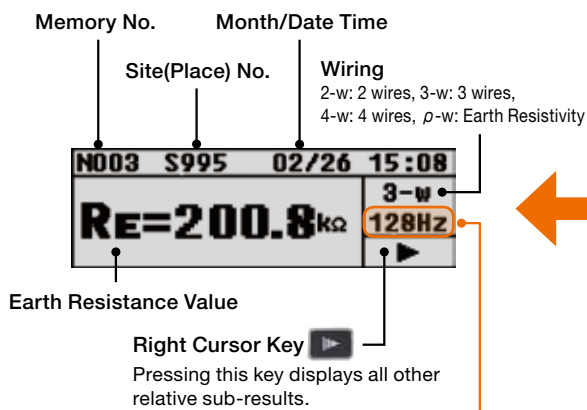 Memory No.
Month/Date Time
Site(Place) No.
Wiring
2-w: 2 wires, 3-w: 3 wires,
4-w: 4 wires, ρ-w: Earth Resistivity
N003 S995 02/26 15:08
3-w
RE=200.8kΩ
128Hz
Earth Resistance Value
Right Cursor Key
Pressing this key displays all other
relative sub-results.